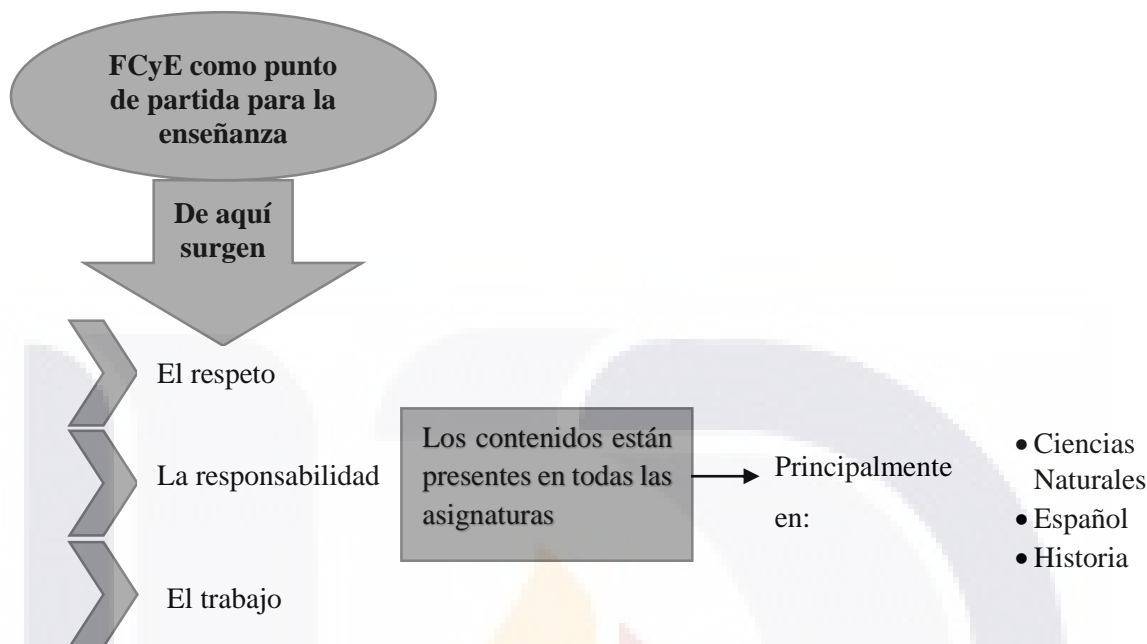 FCyE como punto
de partida para la
enseñanza
De aquí
surgen
El respeto
La responsabilidad
El trabajo
Los contenidos están
presentes en todas las
asignaturas
Principalmente
en:
• Ciencias
Naturales
• Español
• Historia